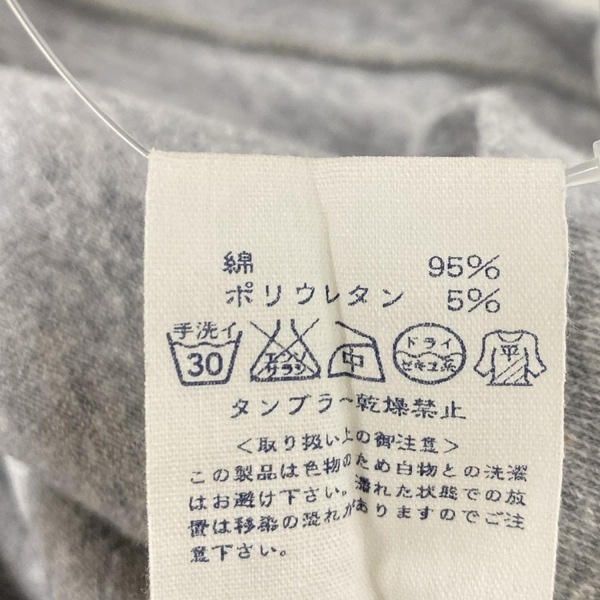 綿 95%
ポリウレタン 5%
手洗イ 30 エンソサラシ 中 ドライ セキユ系 平
タンブラー乾燥禁止
<取り扱い上の御注意>
この製品は色物のため白物との洗濯
はお避け下さい。濡れた状態での放
置は移染の恐れがありますのでご注
意下さい。